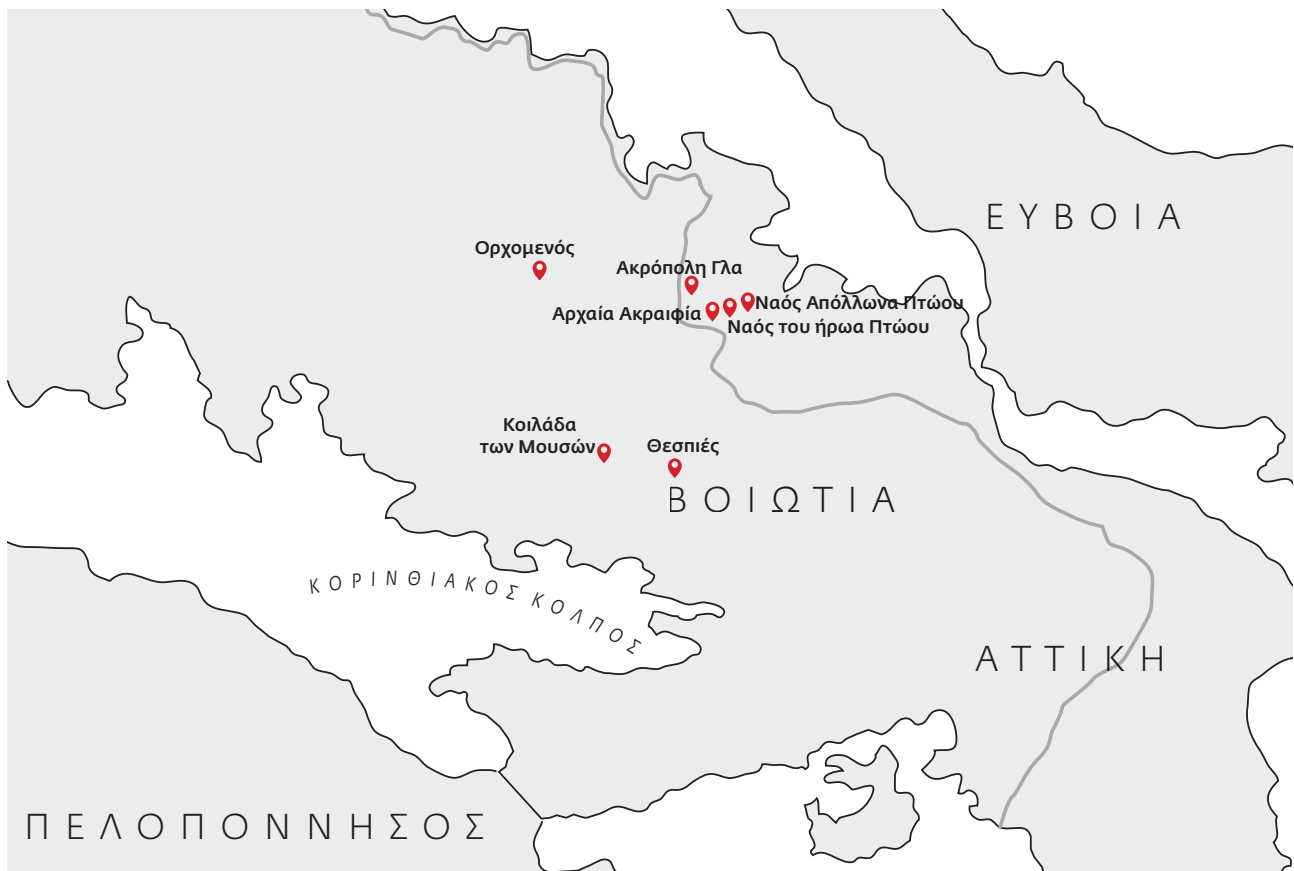 ΕΥΒΟΙΑ
Ορχομενός
Ακρόπολη Γλα
Ναός Απόλλωνα Πτώου
Αρχαία Ακραιφία
Ναός του ήρωα Πτώου
Κοιλάδα
των Μουσών
Θεσπιές
ΒΟΙΩΤΙΑ
ΚΟΡΙΝΘΙΑΚΟΣ ΚΟΛΠΟΣ
ΑΤΤΙΚΗ
ΠΕΛΟΠΟΝΝΗΣΟΣ